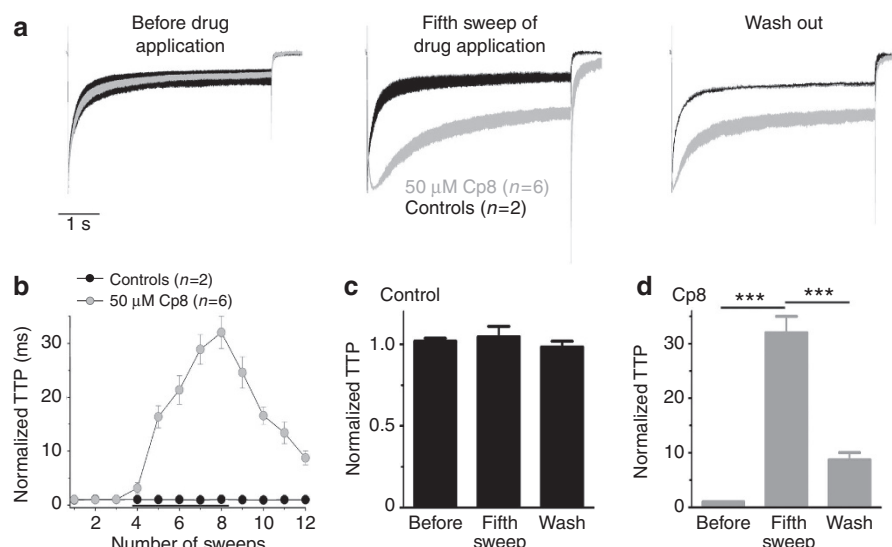 a
Before drug
application
Fifth sweep of
drug application
Wash out
50 µM Cp8 (n=6)
Controls (n=2)
1 s
b
Controls (n=2)
50 µM Cp8 (n=6)
Normalized TTP (ms)
30
20
10
0
2 4 6 8 10 12
Number of sweeps
c
Control
Normalized TTP
1.0
0.5
0
Before Fifth Wash
sweep
d
Cp8
*** ***
Normalized TTP
30
20
10
0
Before Fifth Wash
sweep